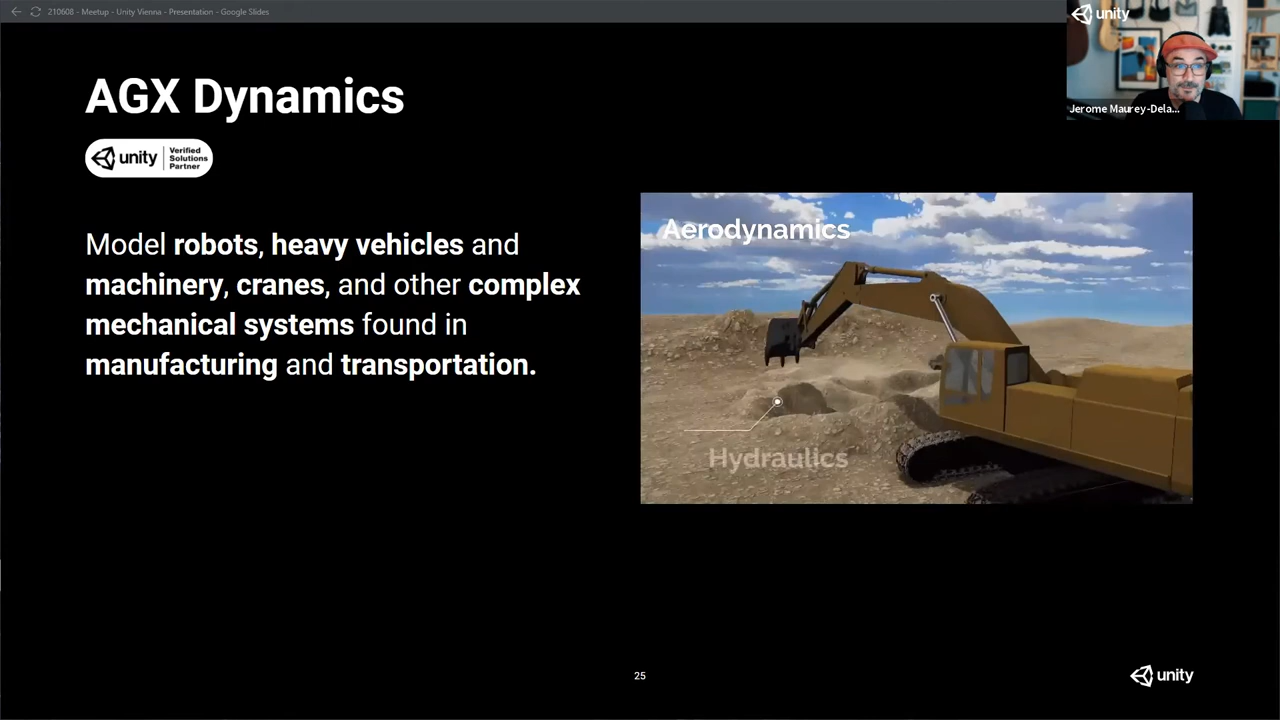 210608 - Meetup - Unity Vienna - Presentation - Google Slides
unity
Jerome Maurey-Dela...
AGX Dynamics
unity
Verified
Solutions
Partner
Model robots, heavy vehicles and
machinery, cranes, and other complex
mechanical systems found in
manufacturing and transportation.
Aerodynamics
Hydraulics
25
unity